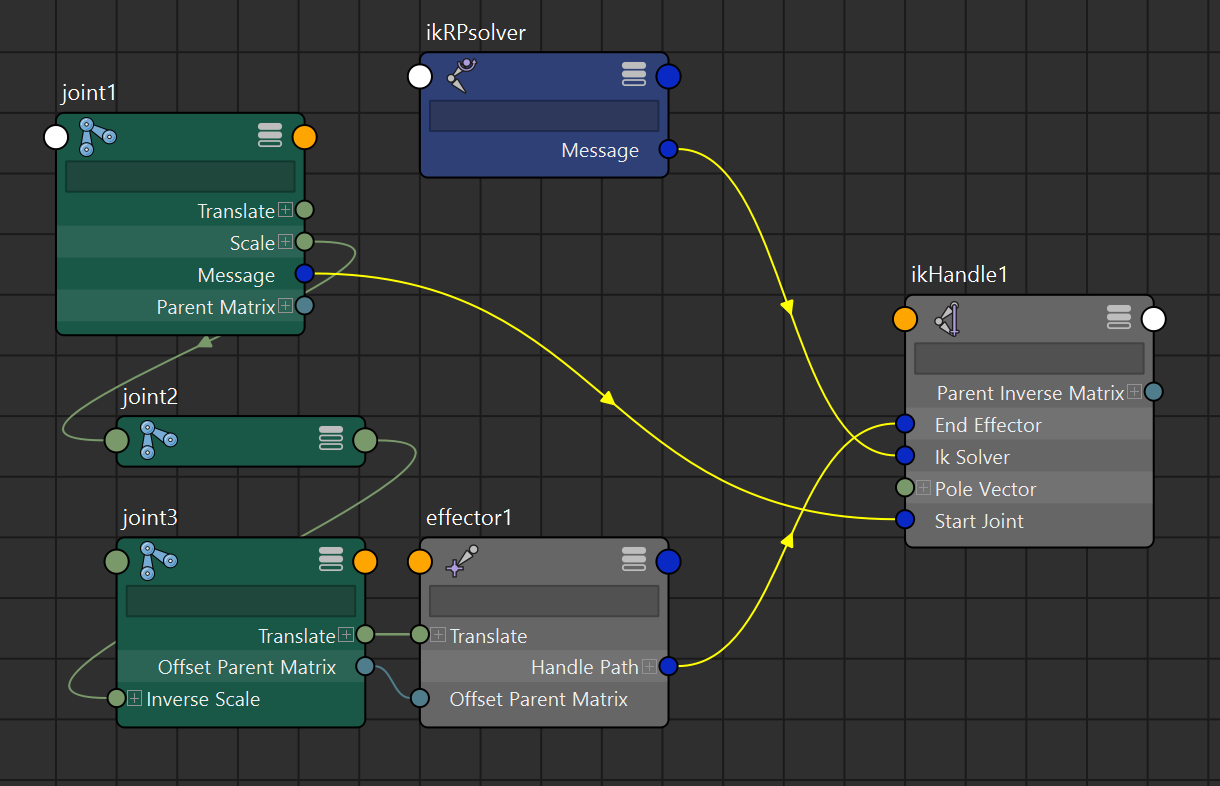 ikRPsolver
Message
joint1
Translate
Scale
Message
Parent Matrix
ikHandle1
Parent Inverse Matrix
End Effector
Ik Solver
Pole Vector
Start Joint
joint2
joint3
Translate
Offset Parent Matrix
Inverse Scale
effector1
Translate
Handle Path
Offset Parent Matrix